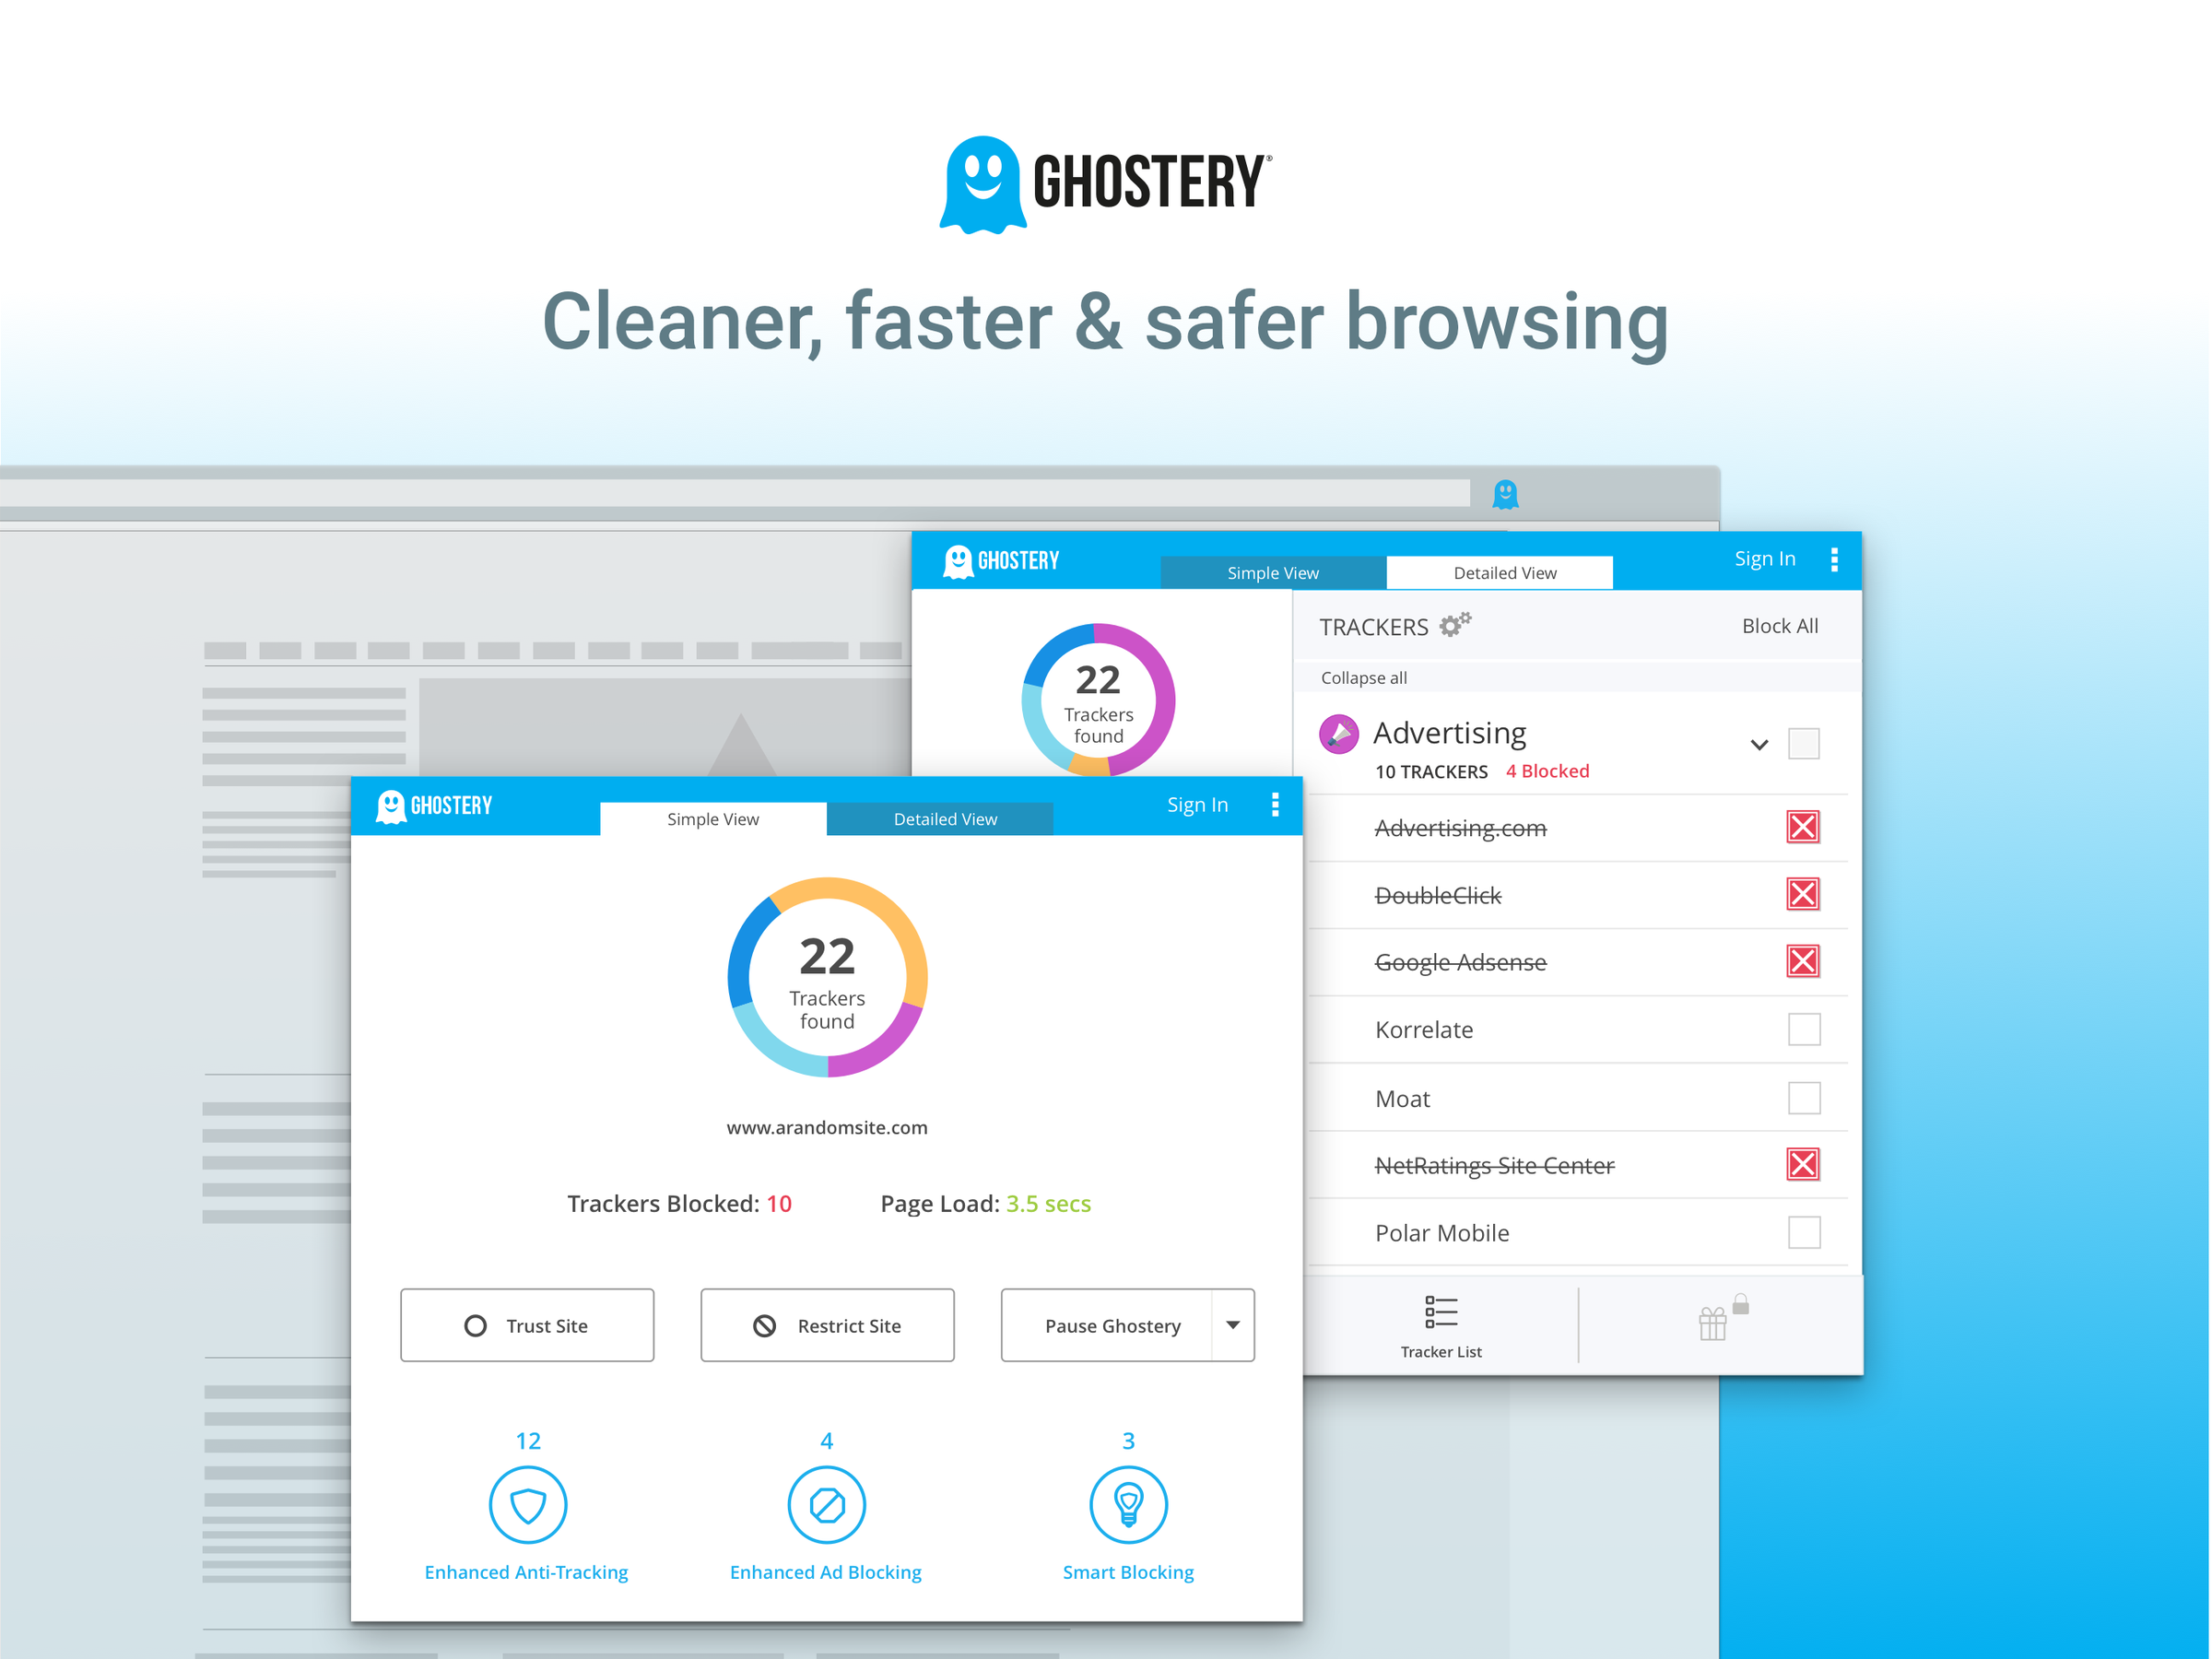 GHOSTERY®
Cleaner, faster & safer browsing
GHOSTERY
Simple View
Detailed View
Sign In
22
Trackers
found
TRACKERS
Block All
Collapse all
Advertising
10 TRACKERS 4 Blocked
Advertising.com
DoubleClick
Google Adsense
Korrelate
Moat
NetRatings Site Center
Polar Mobile
Tracker List
GHOSTERY
Simple View
Detailed View
Sign In
22
Trackers
found
www.arandomsite.com
Trackers Blocked: 10
Page Load: 3.5 secs
Trust Site
Restrict Site
Pause Ghostery
12
4
3
Enhanced Anti-Tracking
Enhanced Ad Blocking
Smart Blocking